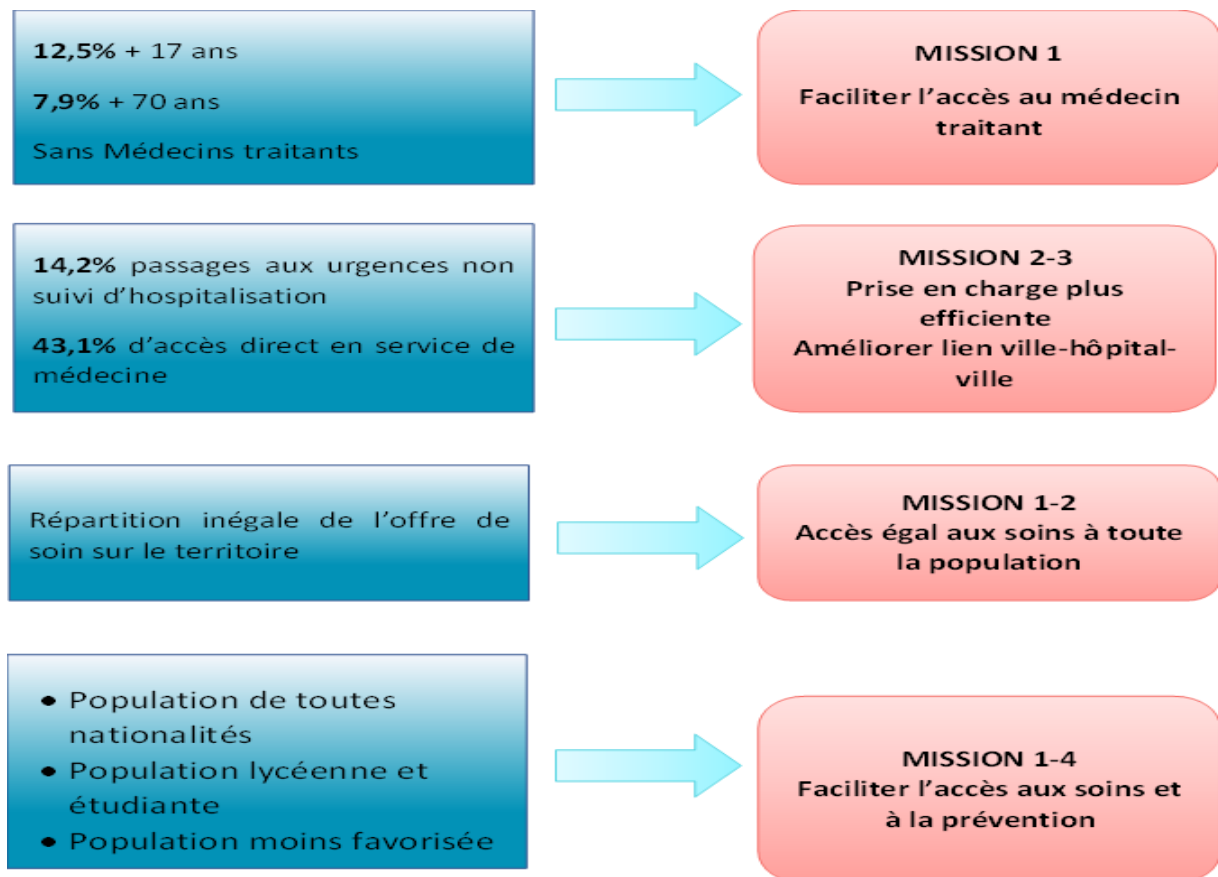 12,5% + 17 ans
7,9% + 70 ans
Sans Médecins traitants
MISSION 1
Faciliter l’accès au médecin
traitant
14,2% passages aux urgences non
suivi d’hospitalisation
43,1% d’accès direct en service de
médecine
MISSION 2-3
Prise en charge plus
efficiente
Améliorer lien ville-hôpital-
ville
Répartition inégale de l’offre de
soin sur le territoire
MISSION 1-2
Accès égal aux soins à toute
la population
• Population de toutes
nationalités
• Population lycéenne et
étudiante
• Population moins favorisée
MISSION 1-4
Faciliter l’accès aux soins et
à la prévention